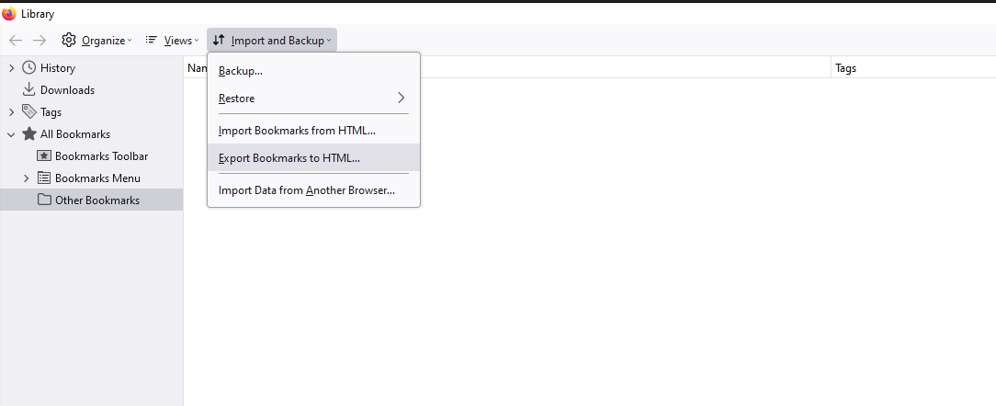 Library
Organize Views Import and Backup
History
Downloads
Tags
All Bookmarks
Bookmarks Toolbar
Bookmarks Menu
Other Bookmarks
Backup...
Restore
Import Bookmarks from HTML...
Export Bookmarks to HTML...
Import Data from Another Browser...
Tags